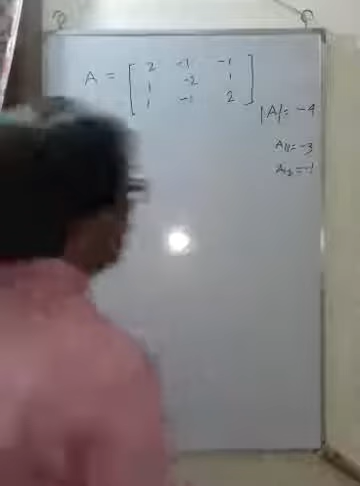 A = [ 2 -1 -1
1 -2 1
1 -1 2 ]
|A| = -4
A11 = -3
A12 = -1